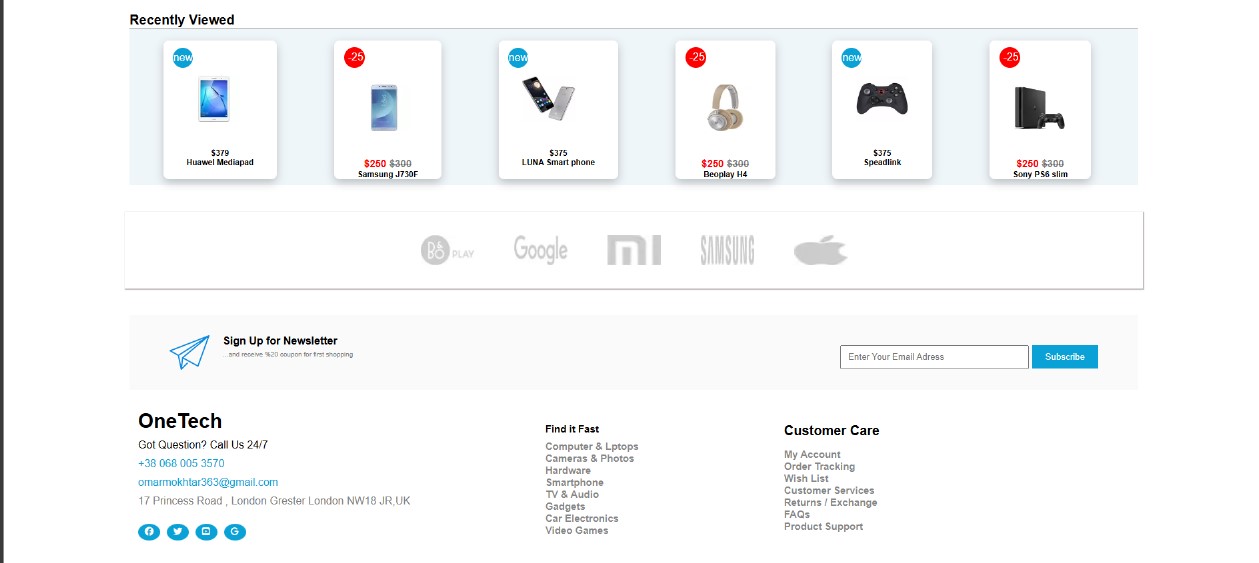 Recently Viewed
new
-25
new
-25
new
-25
$379
Huawel Mediapad
$250 $300
Samsung J730F
$375
LUNA Smart phone
$250 $300
Beoplay H4
$375
Speadlink
$250 $300
Sony PS6 slim
B&O PLAY
Google
mi
SAMSUNG
Sign Up for Newsletter
...and receive %20 coupon for first shopping
Enter Your Email Adress
Subscribe
OneTech
Got Question? Call Us 24/7
+38 068 005 3570
omarmokhtar363@gmail.com
17 Princess Road , London Grester London NW18 JR,UK
G
Find it Fast
Computer & Lptops
Cameras & Photos
Hardware
Smartphone
TV & Audio
Gadgets
Car Electronics
Video Games
Customer Care
My Account
Order Tracking
Wish List
Customer Services
Returns / Exchange
FAQs
Product Support